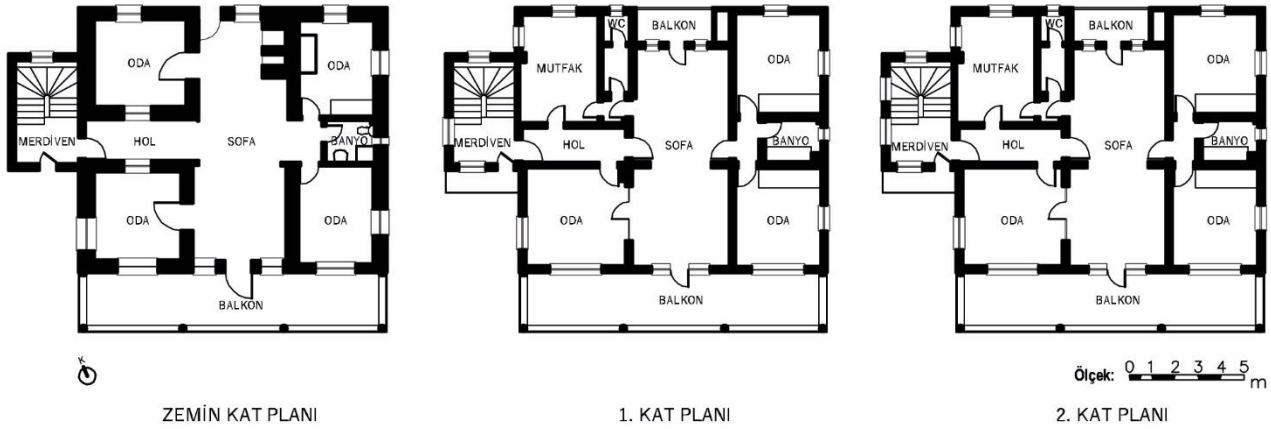 ODA
ODA
MERDİVEN
HOL
SOFA
BANYO
ODA
ODA
BALKON
K
ZEMİN KAT PLANI
WC
BALKON
MUTFAK
ODA
MERDİVEN
HOL
SOFA
BANYO
ODA
ODA
BALKON
1. KAT PLANI
WC
BALKON
MUTFAK
ODA
MERDİVEN
HOL
SOFA
BANYO
ODA
ODA
BALKON
Ölçek: 0 1 2 3 4 5 m
2. KAT PLANI